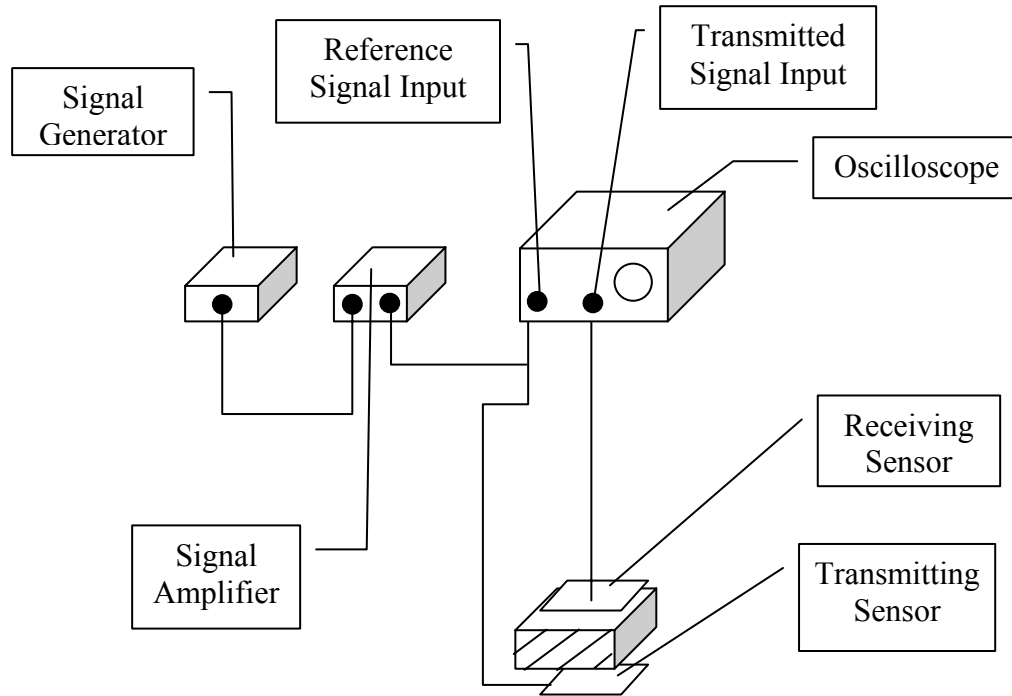 Reference
Signal Input
Transmitted
Signal Input
Signal
Generator
Oscilloscope
Receiving
Sensor
Signal
Amplifier
Transmitting
Sensor